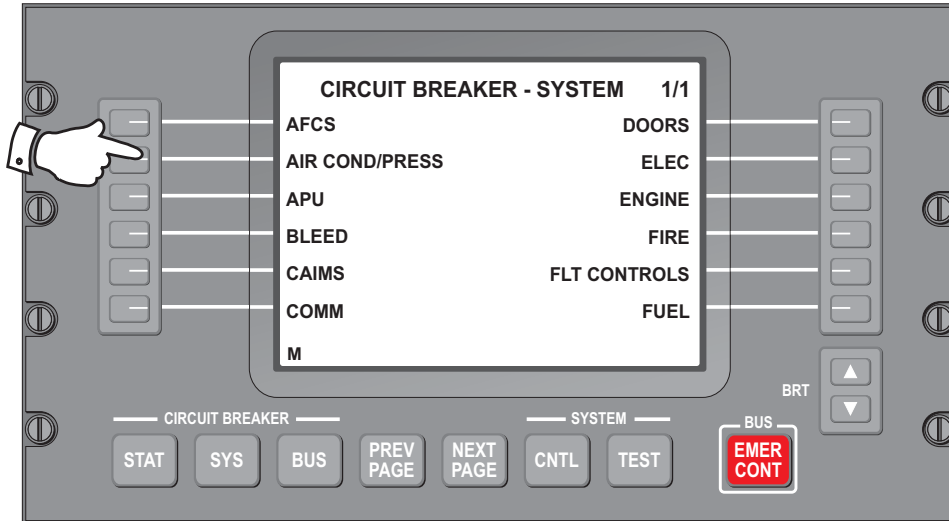 CIRCUIT BREAKER - SYSTEM 1/1
AFCS DOORS
AIR COND/PRESS ELEC
APU ENGINE
BLEED FIRE
CAIMS FLT CONTROLS
COMM FUEL
M
BRT
CIRCUIT BREAKER SYSTEM BUS
STAT SYS BUS PREV PAGE NEXT PAGE CNTL TEST EMER CONT